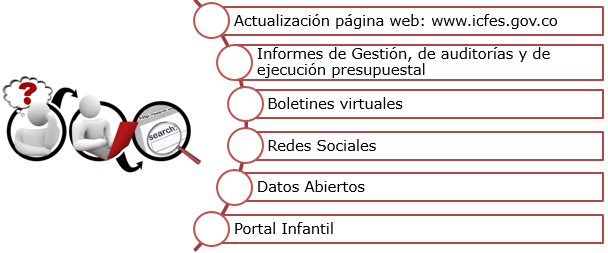 Actualización página web: www.icfes.gov.co
Informes de Gestión, de auditorías y de
ejecución presupuestal
Boletines virtuales
Redes Sociales
Datos Abiertos
Portal Infantil
?
search: